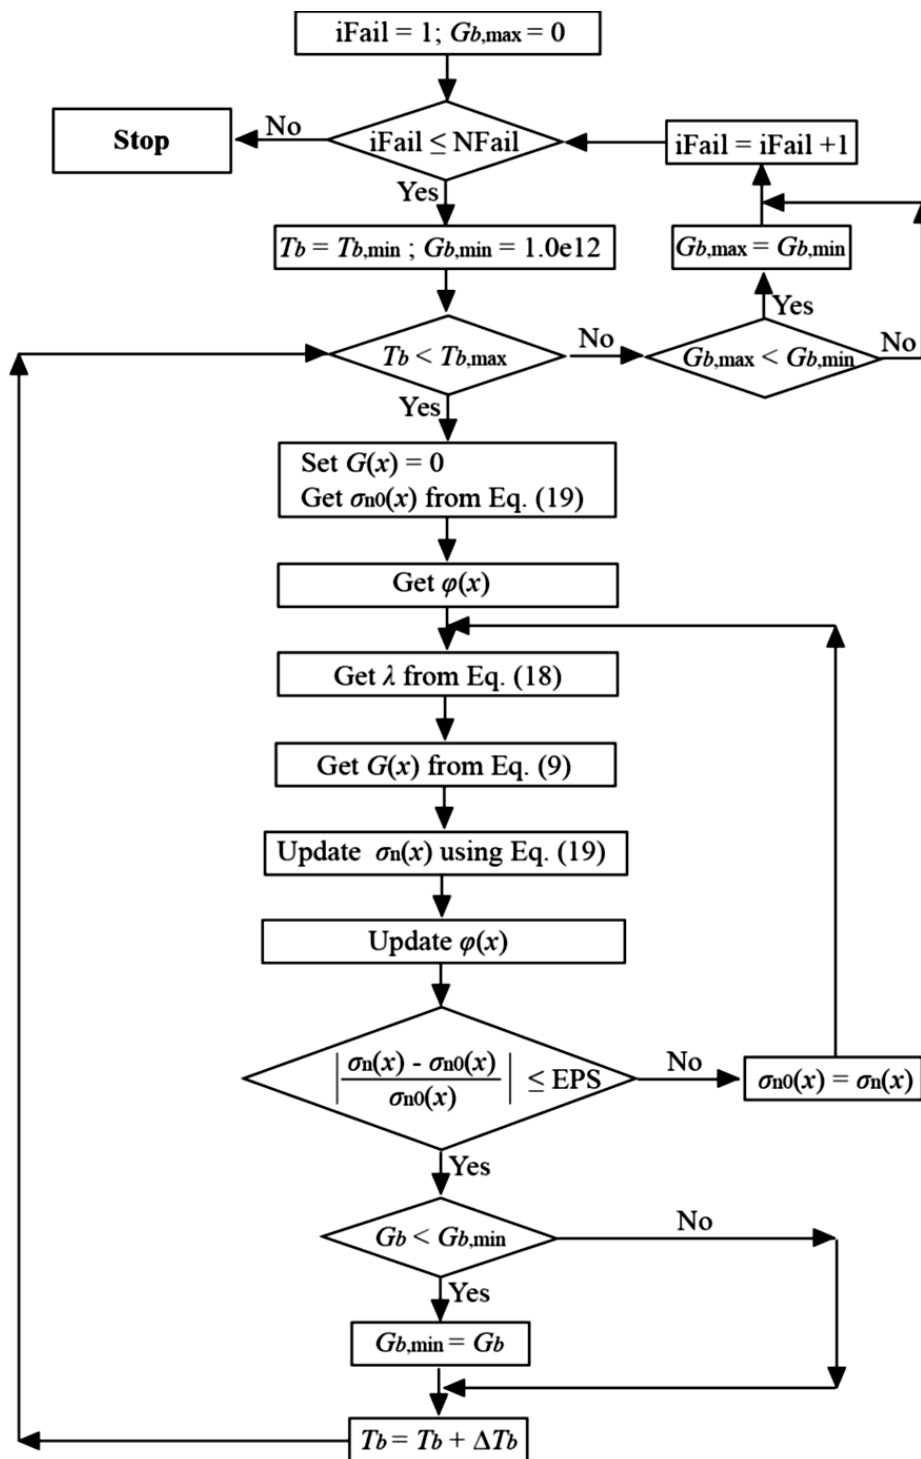 iFail = 1; Gb,max = 0
Stop
No
iFail ≤ NFail
iFail = iFail +1
Yes
Tb = Tb,min ; Gb,min = 1.0e12
Gb,max = Gb,min
Yes
Tb < Tb,max
No
Gb,max < Gb,min
No
Yes
Set G(x) = 0
Get σn0(x) from Eq. (19)
Get φ(x)
Get λ from Eq. (18)
Get G(x) from Eq. (9)
Update σn(x) using Eq. (19)
Update φ(x)
| σn(x) - σn0(x) / σn0(x) | ≤ EPS
No
σn0(x) = σn(x)
Yes
Gb < Gb,min
No
Yes
Gb,min = Gb
Tb = Tb + ΔTb